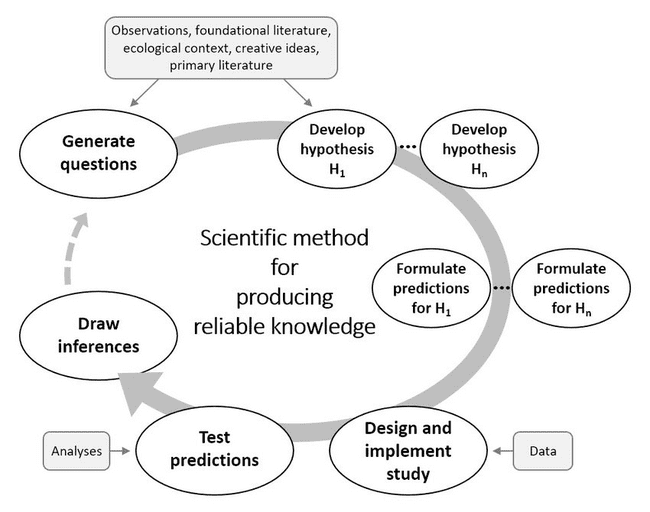 Observations, foundational literature,
ecological context, creative ideas,
primary literature
Generate
questions
Develop
hypothesis
H₁
Develop
hypothesis
Hₙ
Scientific method
for
producing
reliable knowledge
Formulate
predictions
for H₁
Formulate
predictions
for Hₙ
Draw
inferences
Analyses
Test
predictions
Design and
implement
study
Data